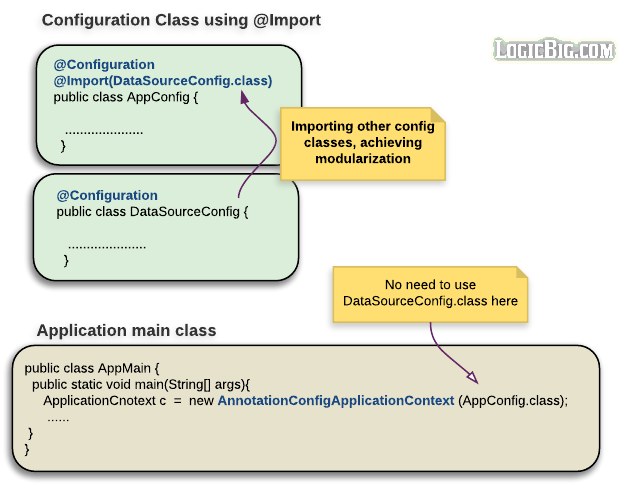 Configuration Class using @Import
LOGICBIG.COM
@Configuration
@Import(DataSourceConfig.class)
public class AppConfig {
.....................
}
Importing other config
classes, achieving
modularization
@Configuration
public class DataSourceConfig {
.....................
}
No need to use
DataSourceConfig.class here
Application main class
public class AppMain {
public static void main(String[] args){
ApplicationCnotext c = new AnnotationConfigApplicationContext (AppConfig.class);
......
}
}